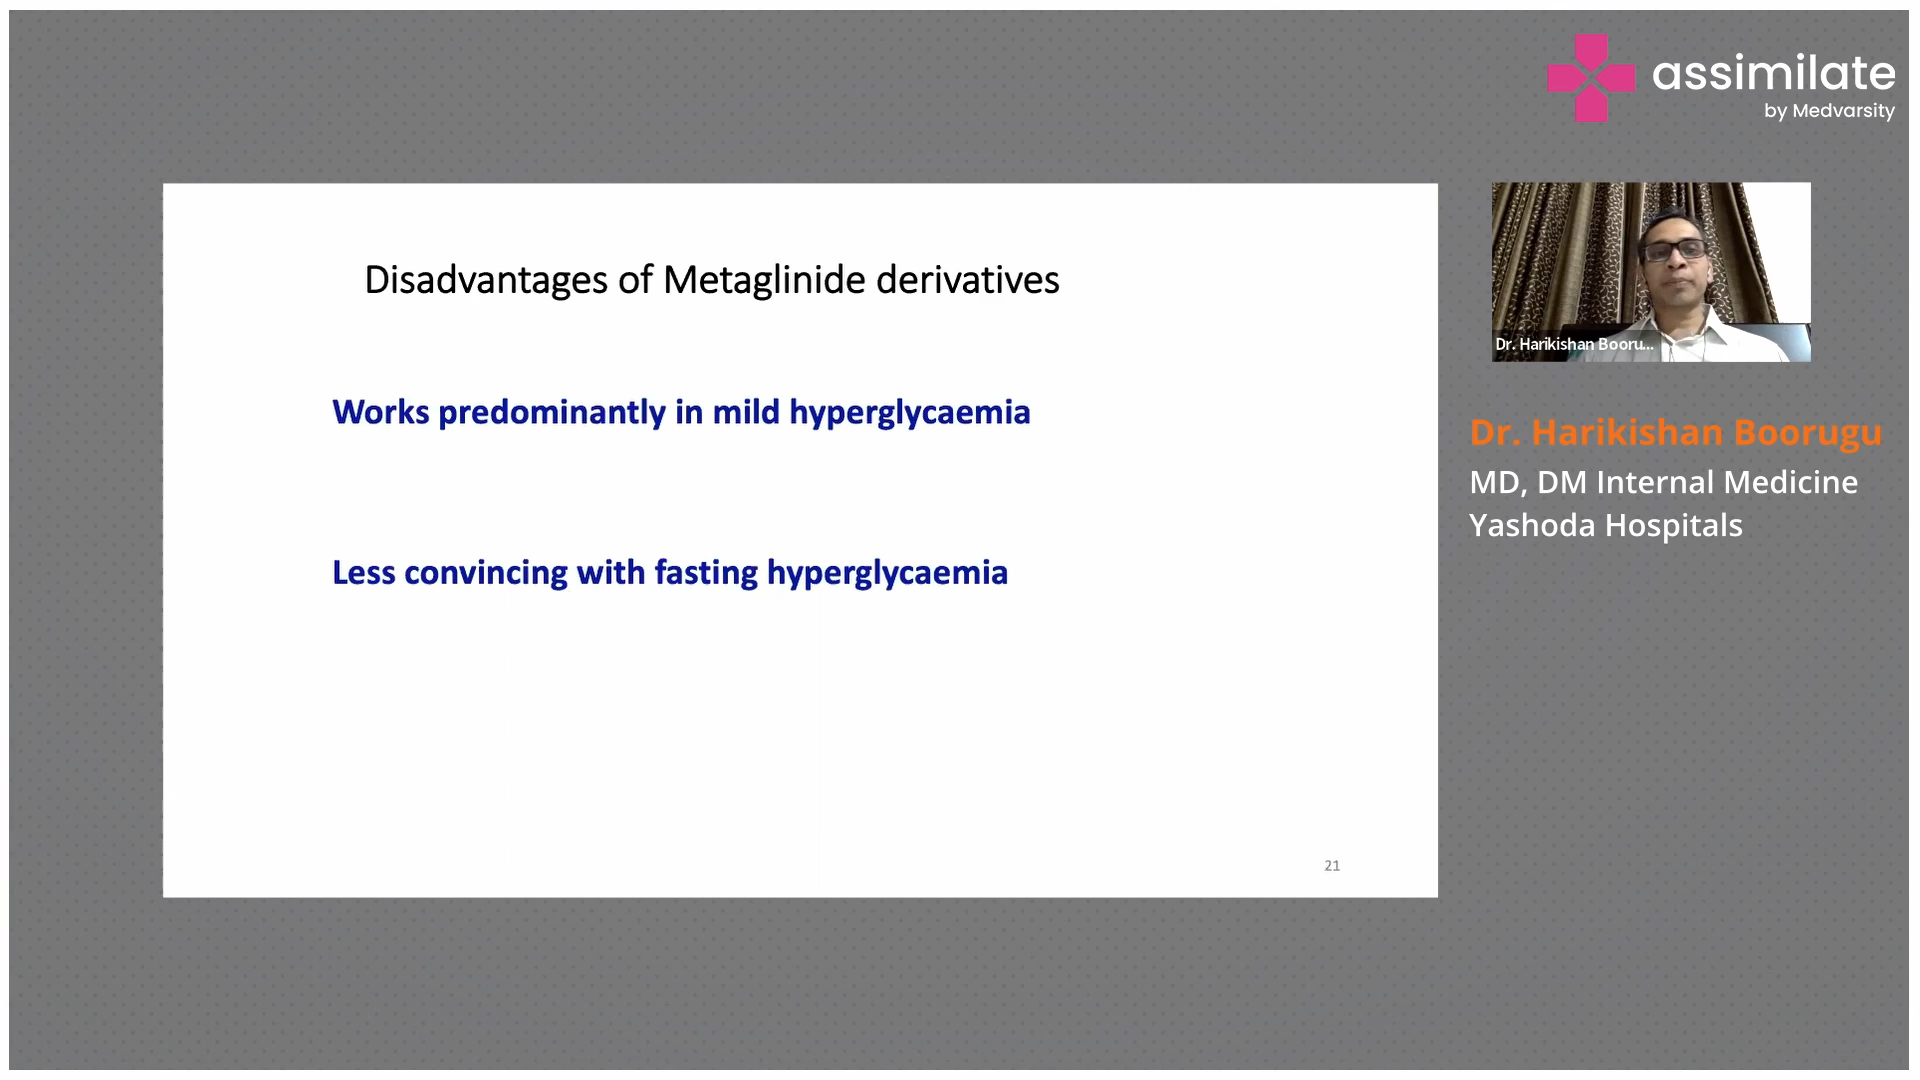 assimilate
by Medvarsity
Disadvantages of Metaglinide derivatives
Works predominantly in mild hyperglycaemia
Less convincing with fasting hyperglycaemia
21
Dr. Harikishan Booru...
Dr. Harikishan Boorugu
MD, DM Internal Medicine
Yashoda Hospitals